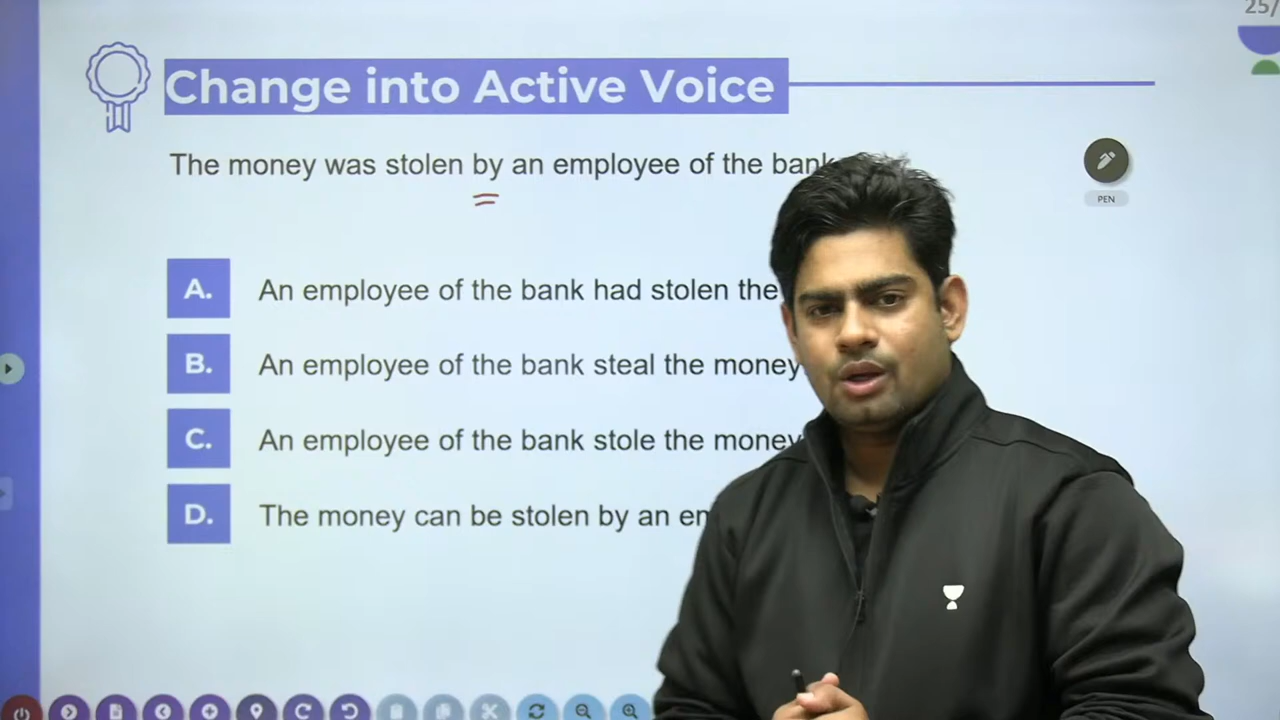 25/
Change into Active Voice
The money was stolen by an employee of the bank
PEN
A. An employee of the bank had stolen the
B. An employee of the bank steal the money
C. An employee of the bank stole the money
D. The money can be stolen by an